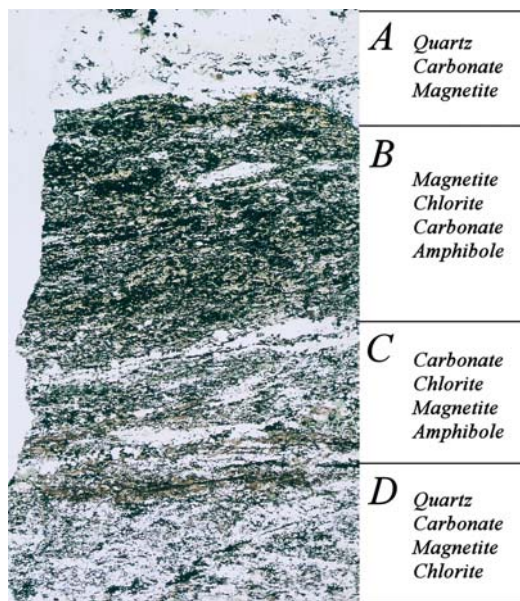 A
Quartz
Carbonate
Magnetite
B
Magnetite
Chlorite
Carbonate
Amphibole
C
Carbonate
Chlorite
Magnetite
Amphibole
D
Quartz
Carbonate
Magnetite
Chlorite